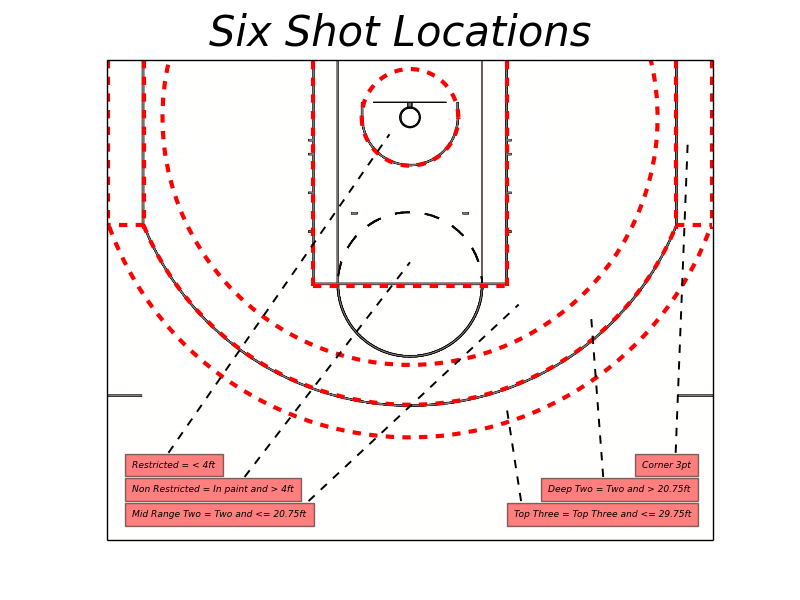 Six Shot Locations
Restricted = < 4ft
Non Restricted = In paint and > 4ft
Mid Range Two = Two and <= 20.75ft
Corner 3pt
Deep Two = Two and > 20.75ft
Top Three = Top Three and <= 29.75ft